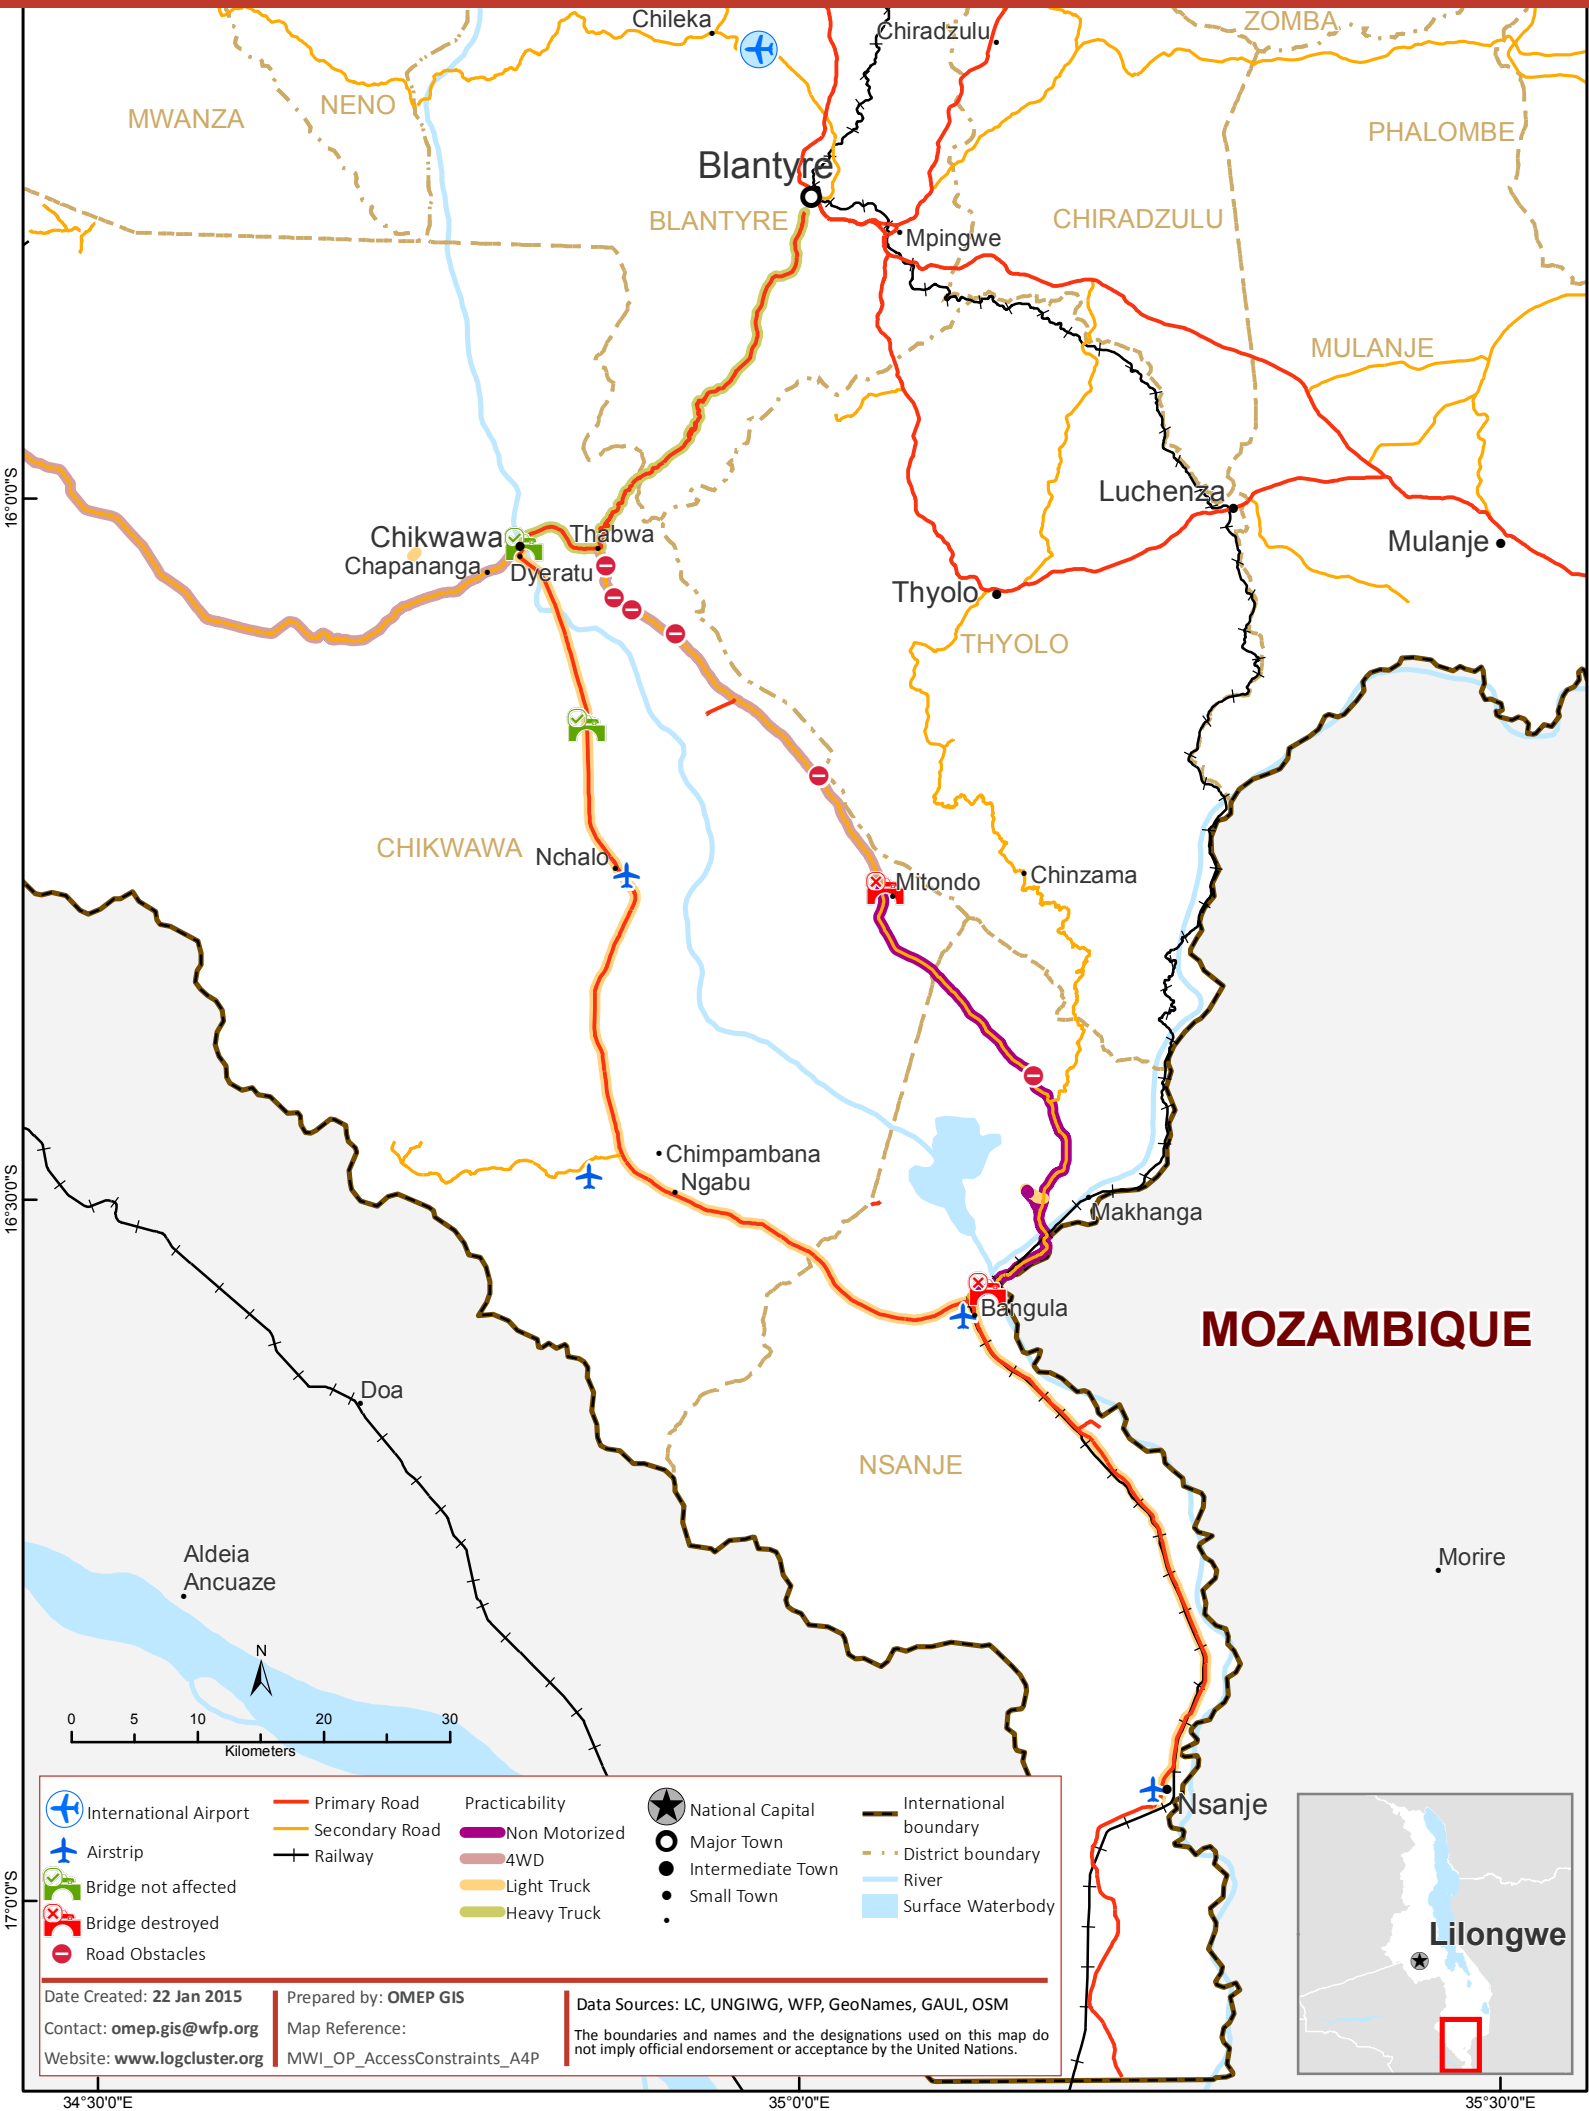 Chileka
Chiradzulu
ZOMBA
MWANZA
NENO
PHALOMBE
Blantyre
BLANTYRE
CHIRADZULU
Mpingwe
MULANJE
16°0'0"S
Luchenza
Chikwawa
Thabwa
Mulanje
Chapananga
Dyeratu
Thyolo
THYOLO
CHIKWAWA
Nchalo
Mitondo
Chinzama
Chimpambana
Ngabu
16°30'0"S
Makhanga
Bangula
MOZAMBIQUE
Doa
NSANJE
Aldeia
Ancuaze
Morire
N
0 5 10 20 30
Kilometers
Nsanje
International Airport
Airstrip
Bridge not affected
Bridge destroyed
Road Obstacles
Primary Road
Secondary Road
Railway
Practicability
Non Motorized
4WD
Light Truck
Heavy Truck
National Capital
Major Town
Intermediate Town
Small Town
International
boundary
District boundary
River
Surface Waterbody
17°0'0"S
Lilongwe
Date Created: 22 Jan 2015
Contact: omep.gis@wfp.org
Website: www.logcluster.org
Prepared by: OMEP GIS
Map Reference:
MWI_OP_AccessConstraints_A4P
Data Sources: LC, UNGIWG, WFP, GeoNames, GAUL, OSM
The boundaries and names and the designations used on this map do
not imply official endorsement or acceptance by the United Nations.
34°30'0"E
35°0'0"E
35°30'0"E